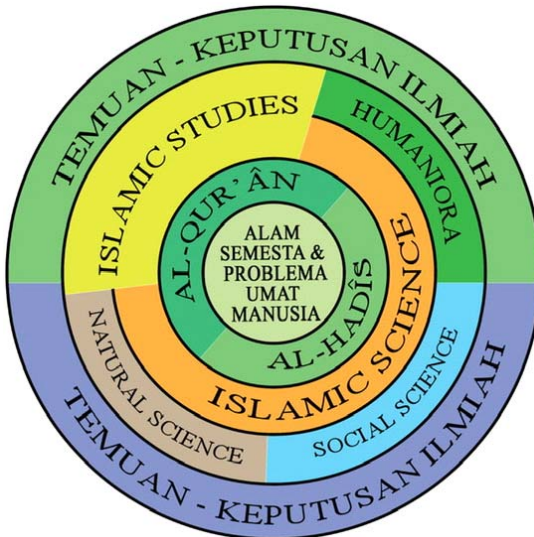 TEMUAN - KEPUTUSAN ILMIAH
ISLAMIC STUDIES
HUMANIORA
AL-QUR'ÂN
ALAM
SEMESTA &
PROBLEMA
UMAT
MANUSIA
AL-HADÎS
ISLAMIC SCIENCE
NATURAL SCIENCE
SOCIAL SCIENCE
TEMUAN - KEPUTUSAN ILMIAH